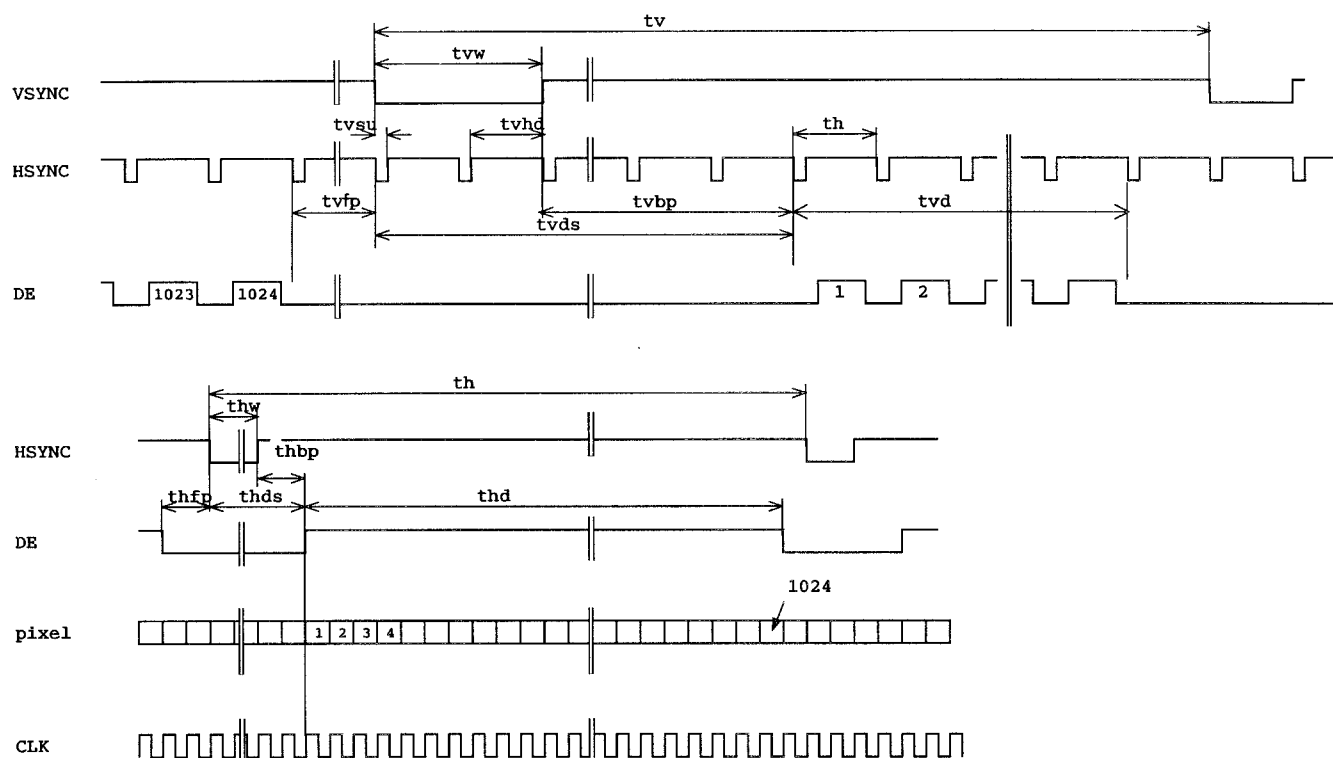 tv
tvw
VSYNC
tvsu
tvhd
th
HSYNC
tvfp
tvbp
tvd
tvds
DE
1023
1024
1
2
th
thw
HSYNC
thbp
thfp
thds
thd
DE
1024
pixel
1
2
3
4
CLK